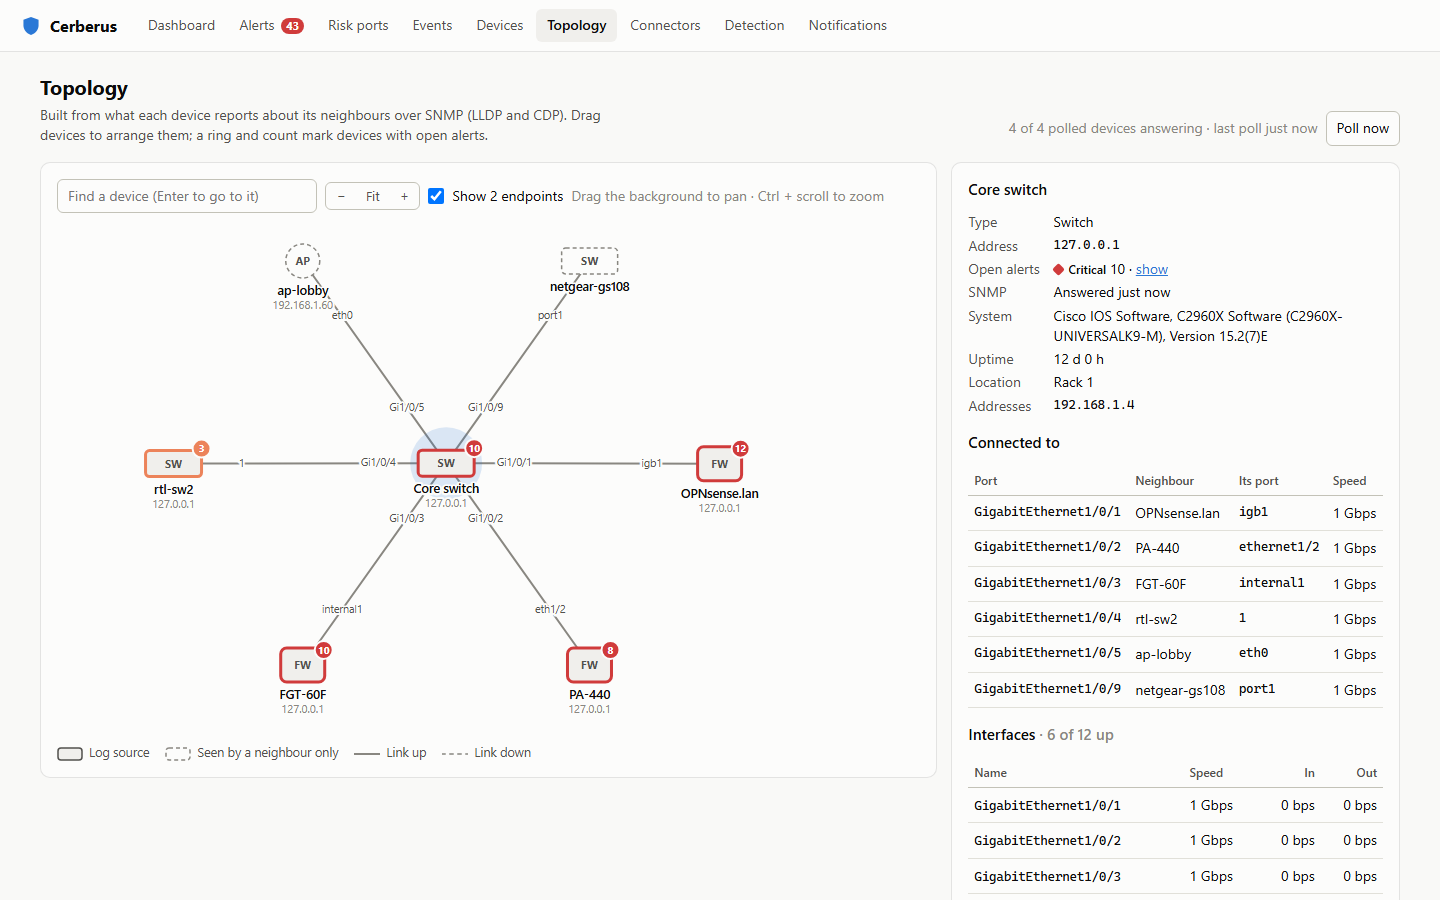 Cerberus
Dashboard
Alerts 43
Risk ports
Events
Devices
Topology
Connectors
Detection
Notifications
Topology
Built from what each device reports about its neighbours over SNMP (LLDP and CDP). Drag
devices to arrange them; a ring and count mark devices with open alerts.
4 of 4 polled devices answering · last poll just now
Poll now
Find a device (Enter to go to it)
− Fit +
Show 2 endpoints
Drag the background to pan · Ctrl + scroll to zoom
AP
ap-lobby
192.168.1.60
eth0
SW
netgear-gs108
port1
Gi1/0/5
Gi1/0/9
3
SW
rtl-sw2
127.0.0.1
1
Gi1/0/4
10
SW
Core switch
127.0.0.1
Gi1/0/1
igb1
12
FW
OPNsense.lan
127.0.0.1
Gi1/0/3
Gi1/0/2
internal1
eth1/2
10
FW
FGT-60F
127.0.0.1
8
FW
PA-440
127.0.0.1
Log source
Seen by a neighbour only
Link up
Link down
Core switch
Type Switch
Address 127.0.0.1
Open alerts Critical 10 · show
SNMP Answered just now
System Cisco IOS Software, C2960X Software (C2960X-
UNIVERSALK9-M), Version 15.2(7)E
Uptime 12 d 0 h
Location Rack 1
Addresses 192.168.1.4
Connected to
Port Neighbour Its port Speed
GigabitEthernet1/0/1 OPNsense.lan igb1 1 Gbps
GigabitEthernet1/0/2 PA-440 ethernet1/2 1 Gbps
GigabitEthernet1/0/3 FGT-60F internal1 1 Gbps
GigabitEthernet1/0/4 rtl-sw2 1 1 Gbps
GigabitEthernet1/0/5 ap-lobby eth0 1 Gbps
GigabitEthernet1/0/9 netgear-gs108 port1 1 Gbps
Interfaces · 6 of 12 up
Name Speed In Out
GigabitEthernet1/0/1 1 Gbps 0 bps 0 bps
GigabitEthernet1/0/2 1 Gbps 0 bps 0 bps
GigabitEthernet1/0/3 1 Gbps 0 bps 0 bps